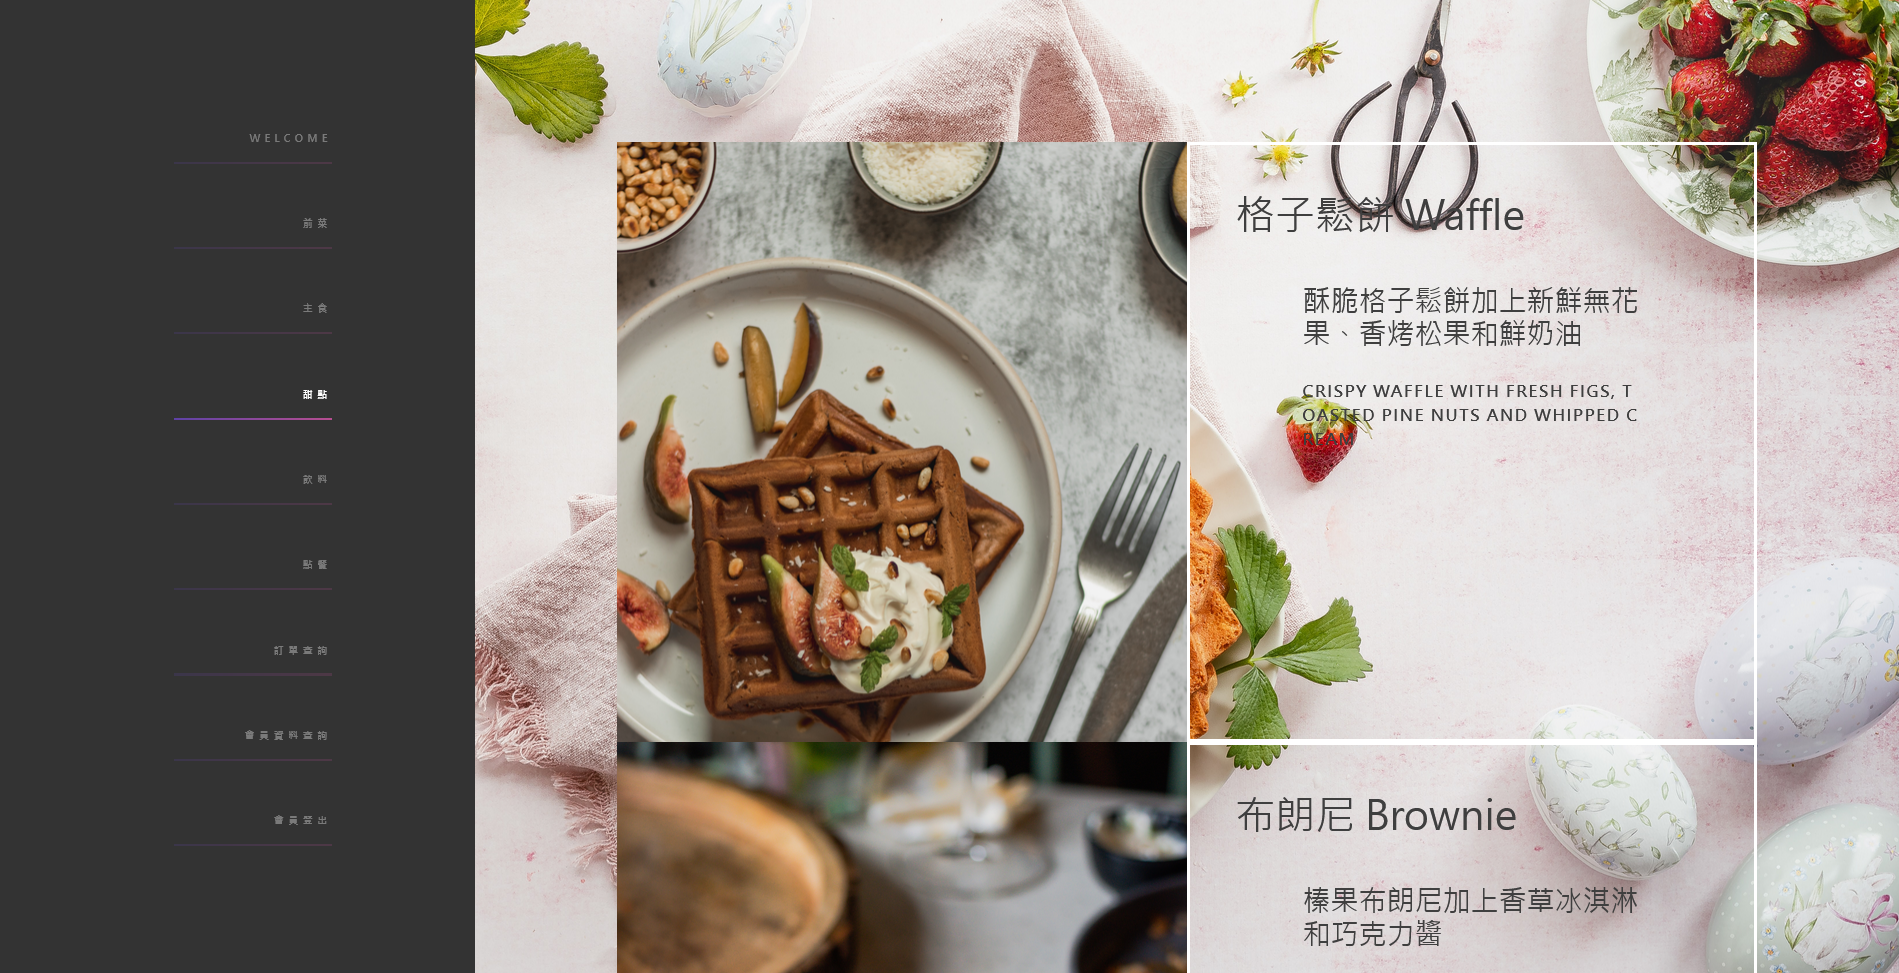 WELCOME
前菜
主食
甜點
飲料
點餐
訂單查詢
會員資料查詢
會員登出
格子鬆餅 Waffle
酥脆格子鬆餅加上新鮮無花
果、香烤松果和鮮奶油
CRISPY WAFFLE WITH FRESH FIGS, T
OASTED PINE NUTS AND WHIPPED C
REAM
布朗尼 Brownie
榛果布朗尼加上香草冰淇淋
和巧克力醬